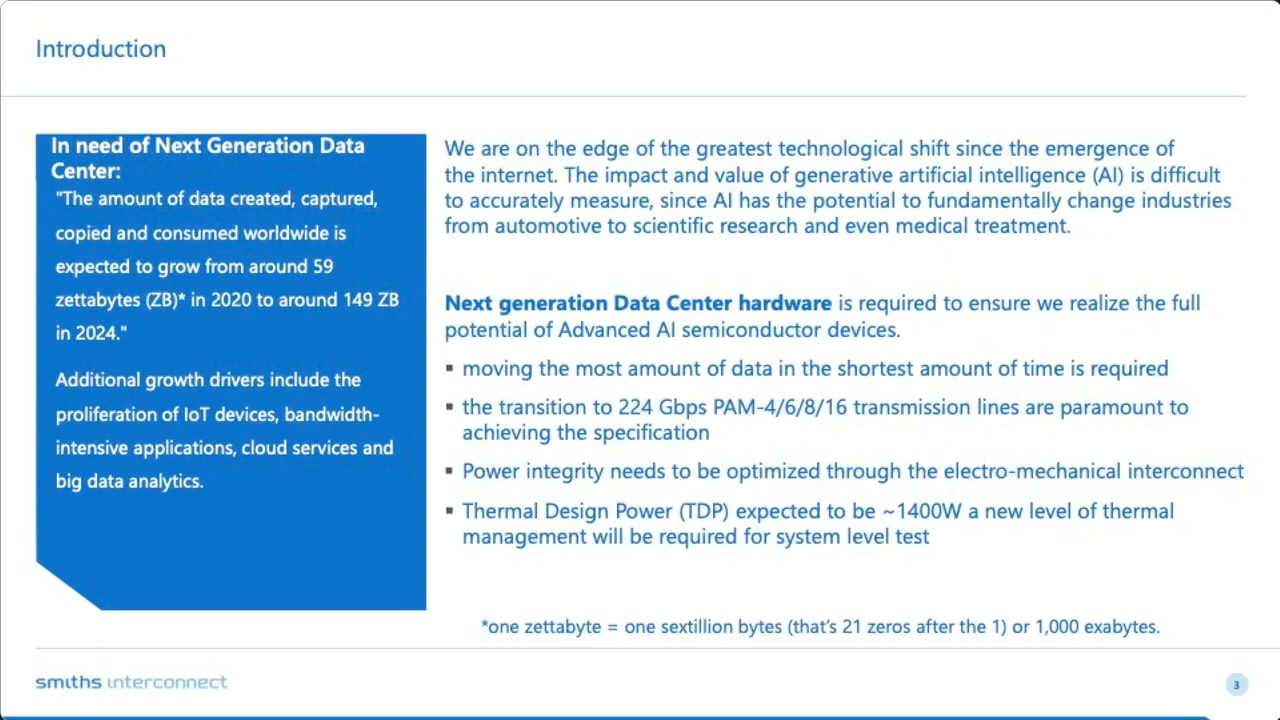 Introduction
In need of Next Generation Data
Center:
"The amount of data created, captured,
copied and consumed worldwide is
expected to grow from around 59
zettabytes (ZB)* in 2020 to around 149 ZB
in 2024."
Additional growth drivers include the
proliferation of IoT devices, bandwidth-
intensive applications, cloud services and
big data analytics.
We are on the edge of the greatest technological shift since the emergence of
the internet. The impact and value of generative artificial intelligence (AI) is difficult
to accurately measure, since AI has the potential to fundamentally change industries
from automotive to scientific research and even medical treatment.
Next generation Data Center hardware is required to ensure we realize the full
potential of Advanced AI semiconductor devices.
▪ moving the most amount of data in the shortest amount of time is required
▪ the transition to 224 Gbps PAM-4/6/8/16 transmission lines are paramount to
achieving the specification
▪ Power integrity needs to be optimized through the electro-mechanical interconnect
▪ Thermal Design Power (TDP) expected to be ~1400W a new level of thermal
management will be required for system level test
*one zettabyte = one sextillion bytes (that's 21 zeros after the 1) or 1,000 exabytes.
smiths interconnect
3